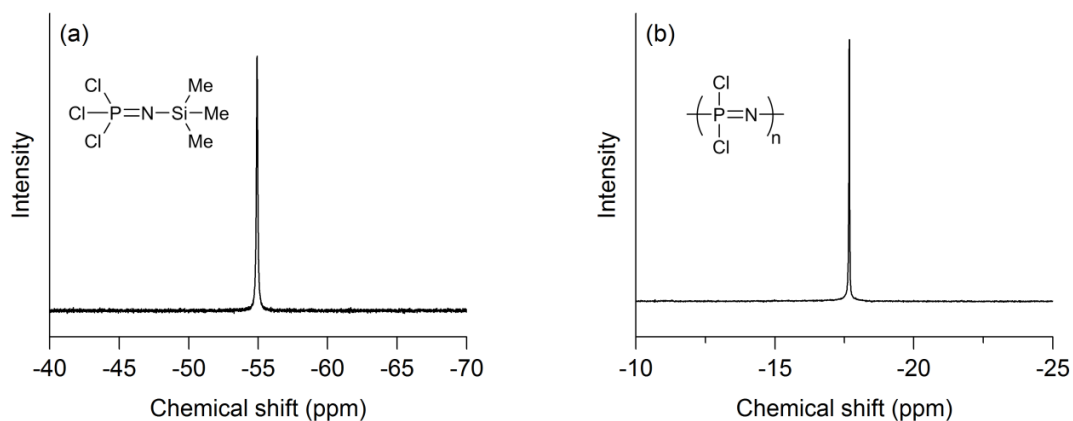 (a)
Cl
Me
Cl
P=N
Si
Me
Cl
Me
Intensity
-40
-45
-50
-55
-60
-65
-70
Chemical shift (ppm)
(b)
Cl
P=N
n
Cl
Intensity
-10
-15
-20
-25
Chemical shift (ppm)